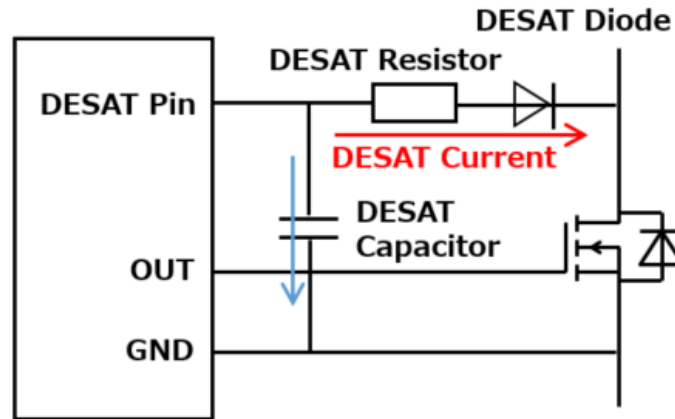 DESAT Diode
DESAT Resistor
DESAT Pin
DESAT Current
DESAT
Capacitor
OUT
GND